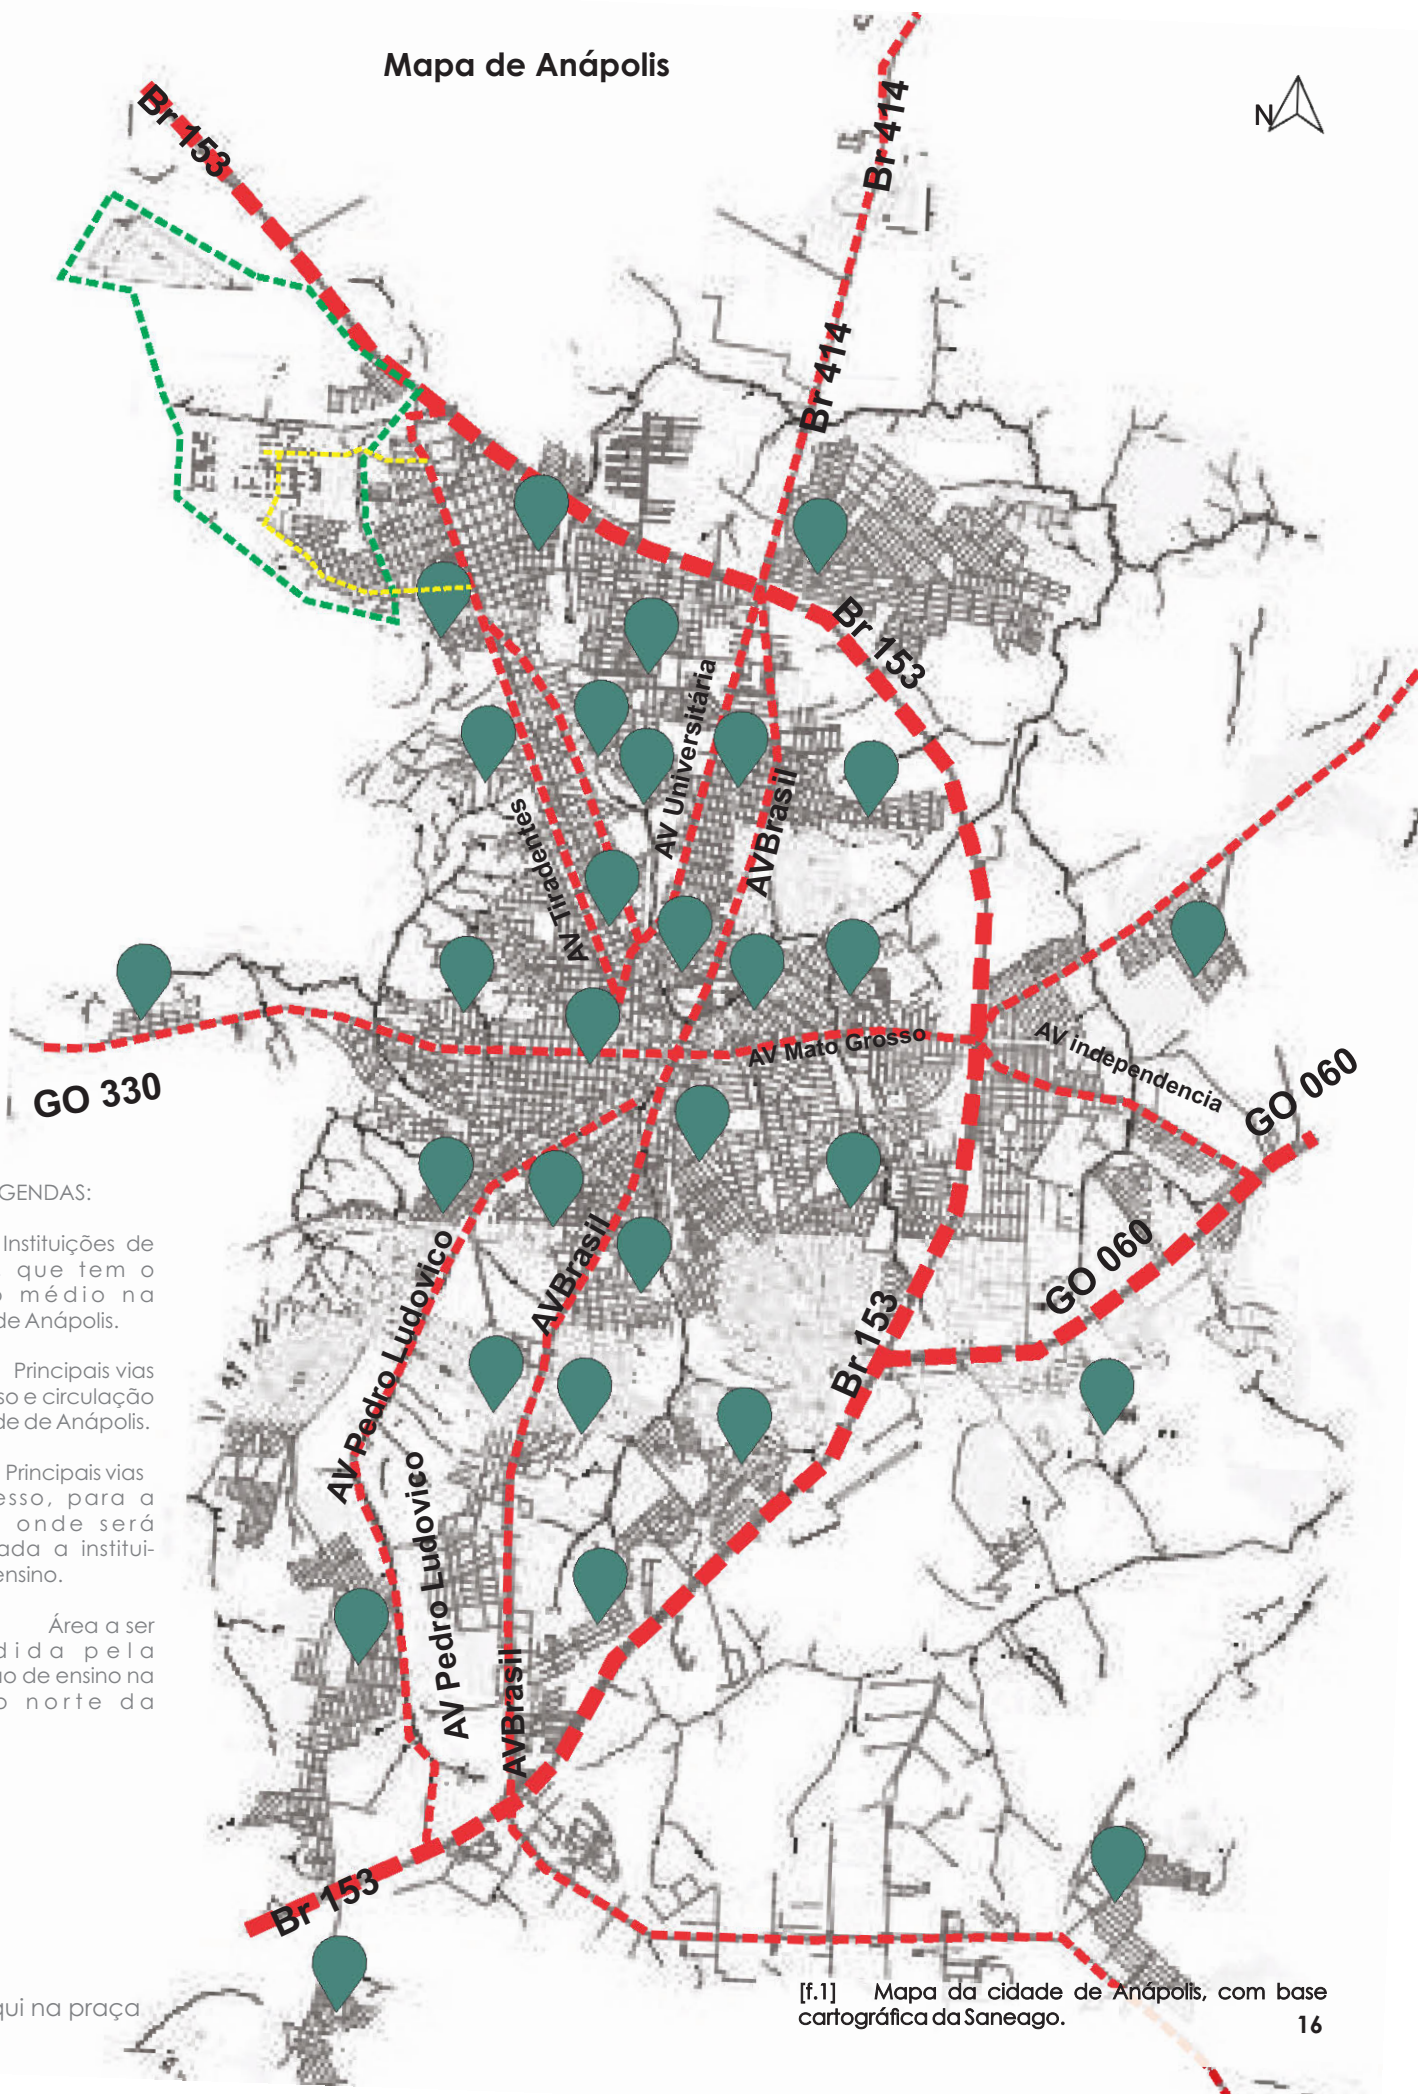 Mapa de Anápolis
N
Br 153
Br 414
Br 414
Br 153
AV Universitária
AVBrasil
AV Tiradentes
AV Mato Grosso
AV independencia
GO 330
GO 060
GO 060
GENDAS:
Instituições de
que tem o
o médio na
de Anápolis.
Principais vias
so e circulação
de de Anápolis.
Principais vias
esso, para a
onde será
ada a institui-
ensino.
Área a ser
dida pela
ão de ensino na
o norte da
AV Pedro Ludovico
AVBrasil
Br 153
AV Pedro Ludovico
AVBrasil
Br 153
qui na praça
[f.1] Mapa da cidade de Anápolis, com base
cartográfica da Saneago.
16